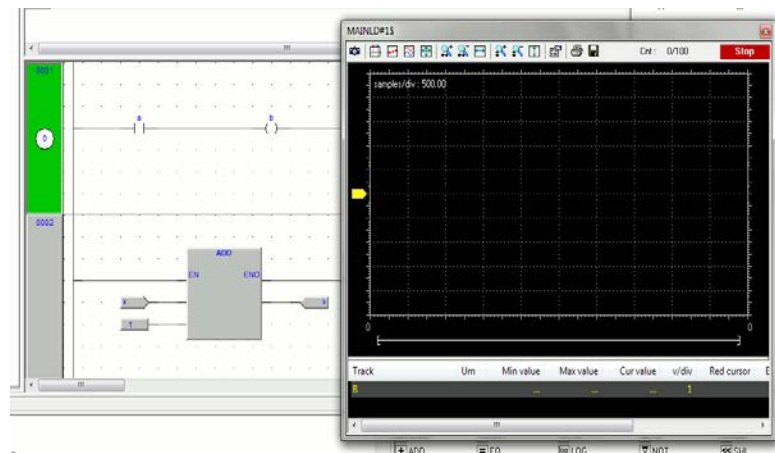 MAINLD#1$
Cnt : 0/100 Stop
0001
a b
0
samples/div : 500.00
0002
ADD
EN ENO
1
0 0
Track Um Min value Max value Cur value v/div Red cursor
B ... ... ... 1
ADD EQ LOG NOT SHL